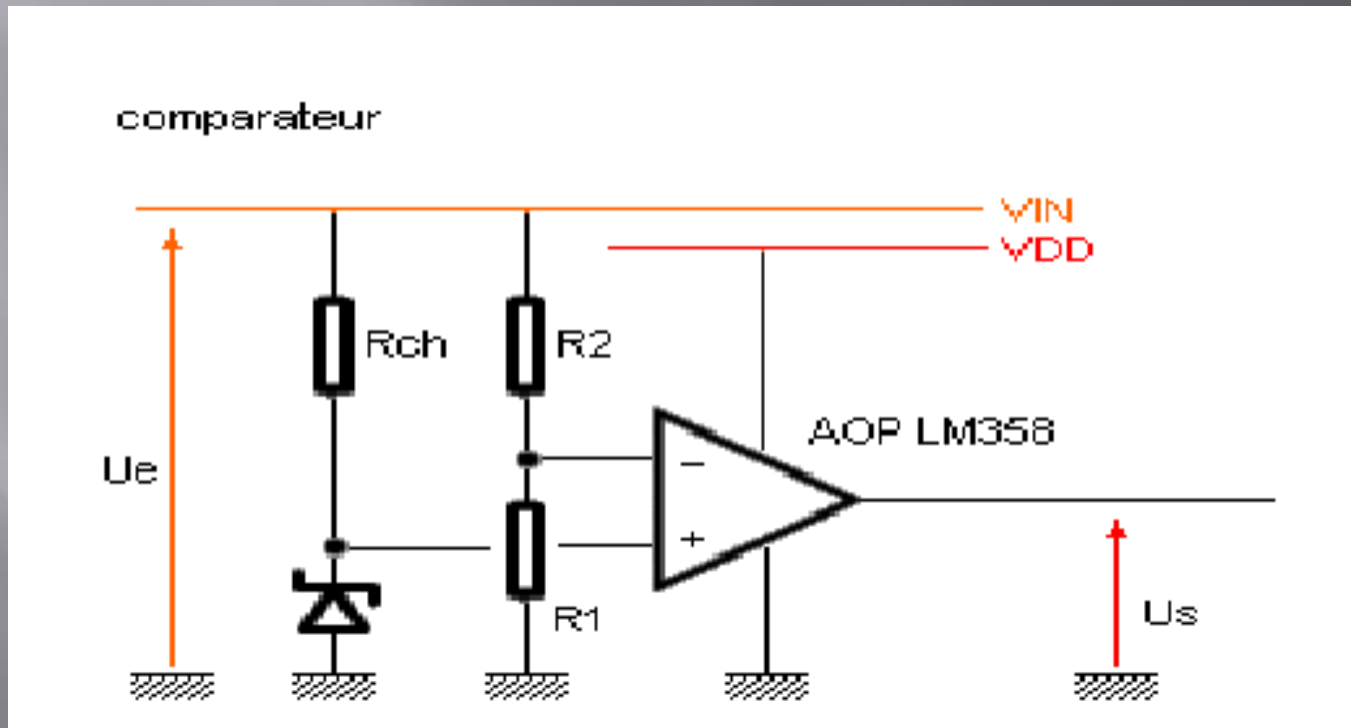 comparateur
VIN
VDD
Rch
R2
AOP LM358
Ue
−
+
R1
Us